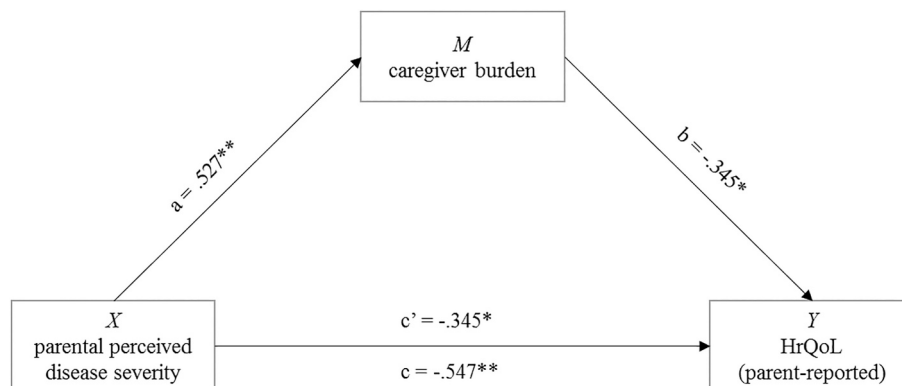 M
caregiver burden
a = .527**
b = -.345*
X
parental perceived
disease severity
c’ = -.345*
c = -.547**
Y
HrQoL
(parent-reported)